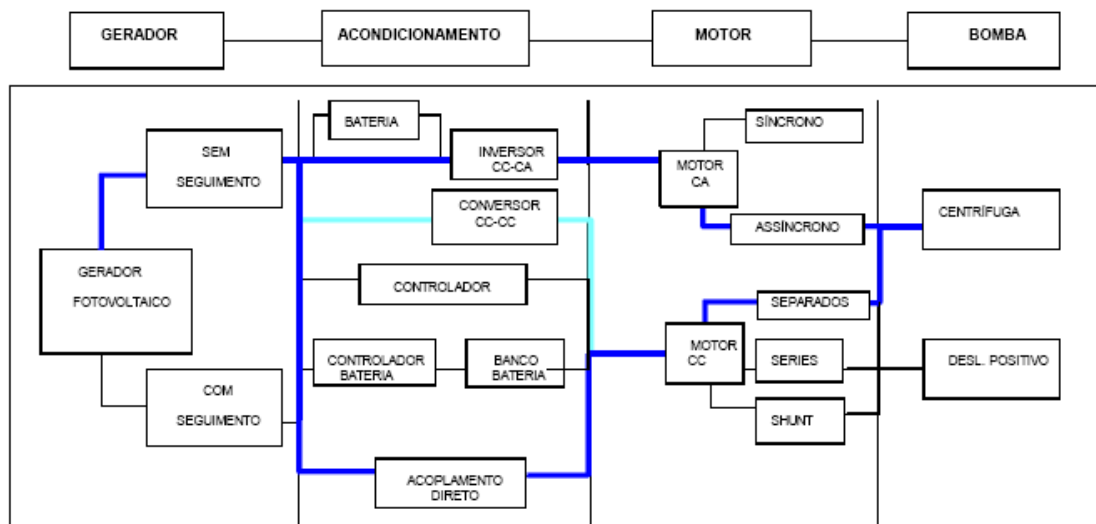 GERADOR
ACONDICIONAMENTO
MOTOR
BOMBA
BATERIA
SÍNCRONO
SEM
SEGUIMENTO
INVERSOR
CC-CA
MOTOR
CA
CONVERSOR
CC-CC
ASSÍNCRONO
CENTRÍFUGA
GERADOR
FOTOVOLTAICO
CONTROLADOR
SEPARADOS
CONTROLADOR
BATERIA
BANCO
BATERIA
MOTOR
CC
SERIES
DESL. POSITIVO
COM
SEGUIMENTO
SHUNT
ACOPLAMENTO
DIRETO